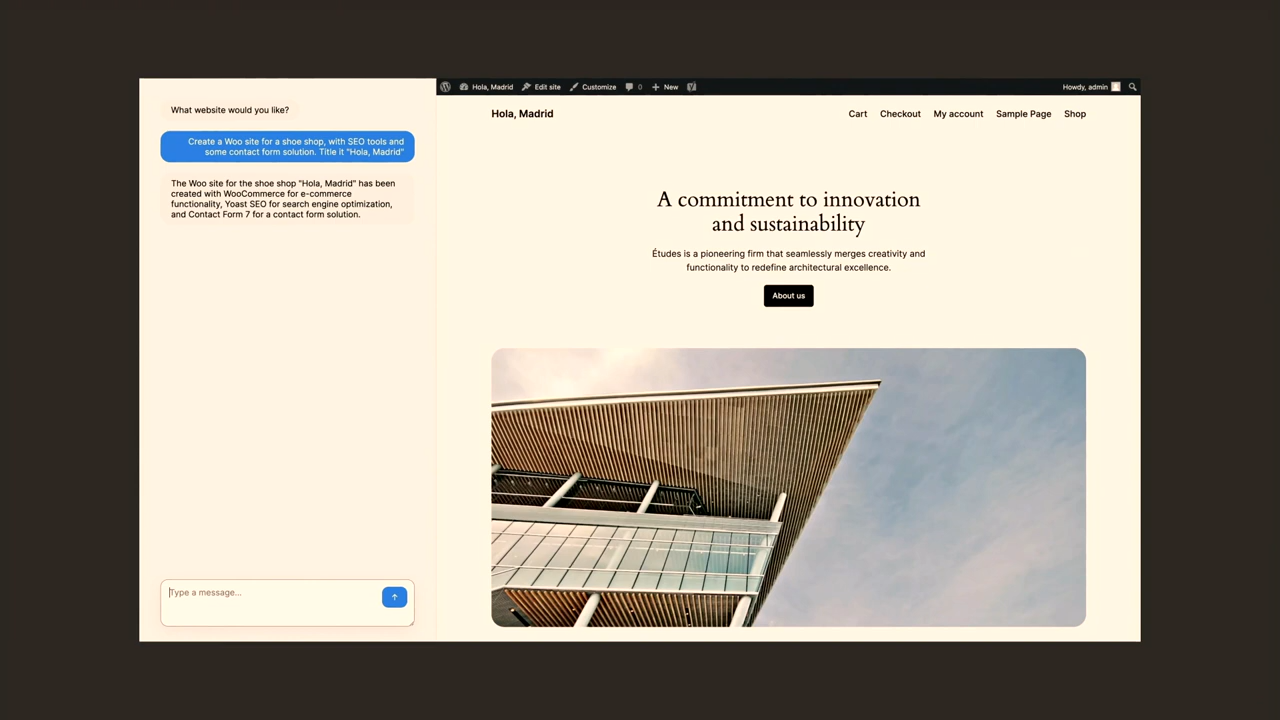 What website would you like?
Create a Woo site for a shoe shop, with SEO tools and
some contact form solution. Title it "Hola, Madrid"
The Woo site for the shoe shop "Hola, Madrid" has been
created with WooCommerce for e-commerce
functionality, Yoast SEO for search engine optimization,
and Contact Form 7 for a contact form solution.
Type a message...
Hola, Madrid Edit site Customize 0 New Howdy, admin
Hola, Madrid Cart Checkout My account Sample Page Shop
A commitment to innovation
and sustainability
Études is a pioneering firm that seamlessly merges creativity and
functionality to redefine architectural excellence.
About us